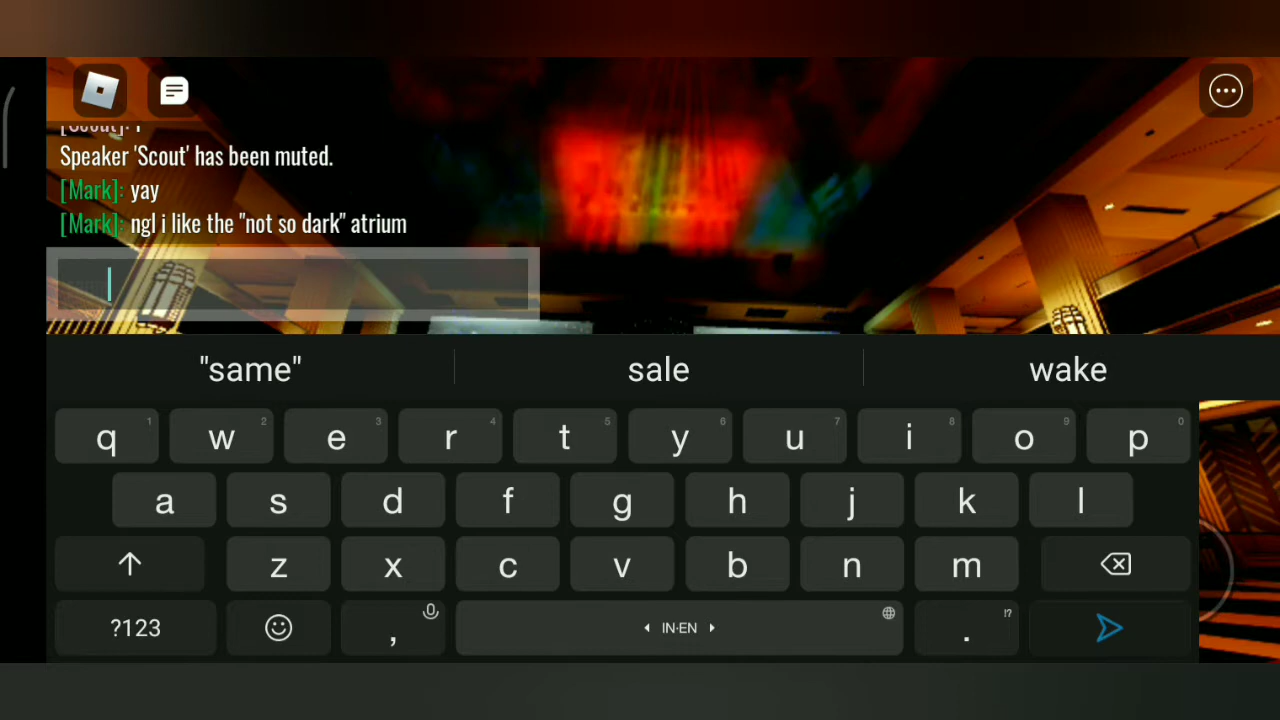 [Scout]: I
Speaker 'Scout' has been muted.
[Mark]: yay
[Mark]: ngl i like the "not so dark" atrium
"same" sale wake
q 1 w 2 e 3 r 4 t 5 y 6 u 7 i 8 o 9 p 0
a s d f g h j k l
z x c v b n m
?123 , IN-EN . !?